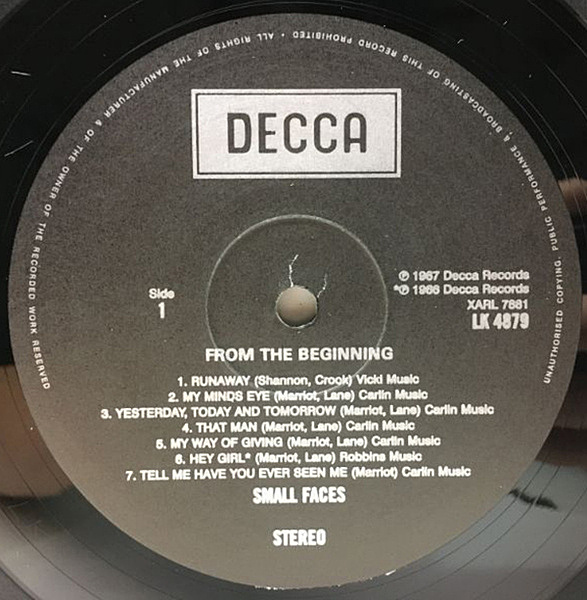 UNAUTHORISED COPYING, PUBLIC PERFORMANCE & BROADCASTING OF THIS RECORD PROHIBITED • ALL RIGHTS OF THE MANUFACTURER & OF THE OWNER OF THE RECORDED WORK RESERVED
DECCA
Side
1
℗ 1967 Decca Records
*℗ 1966 Decca Records
XARL 7881
LK 4879
FROM THE BEGINNING
1. RUNAWAY (Shannon, Crook) Vicki Music
2. MY MINDS EYE (Marriot, Lane) Carlin Music
3. YESTERDAY, TODAY AND TOMORROW (Marriot, Lane) Carlin Music
4. THAT MAN (Marriot, Lane) Carlin Music
5. MY WAY OF GIVING (Marriot, Lane) Carlin Music
6. HEY GIRL* (Marriot, Lane) Robbins Music
7. TELL ME HAVE YOU EVER SEEN ME (Marriot) Carlin Music
SMALL FACES
STEREO